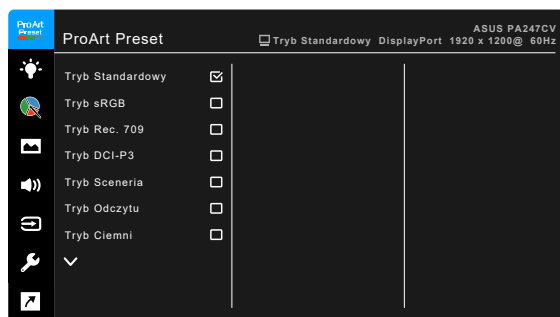 ProArt
Preset
ProArt Preset
ASUS PA247CV
Tryb Standardowy DisplayPort 1920 x 1200@ 60Hz
Tryb Standardowy
Tryb sRGB
Tryb Rec. 709
Tryb DCI-P3
Tryb Sceneria
Tryb Odczytu
Tryb Ciemni